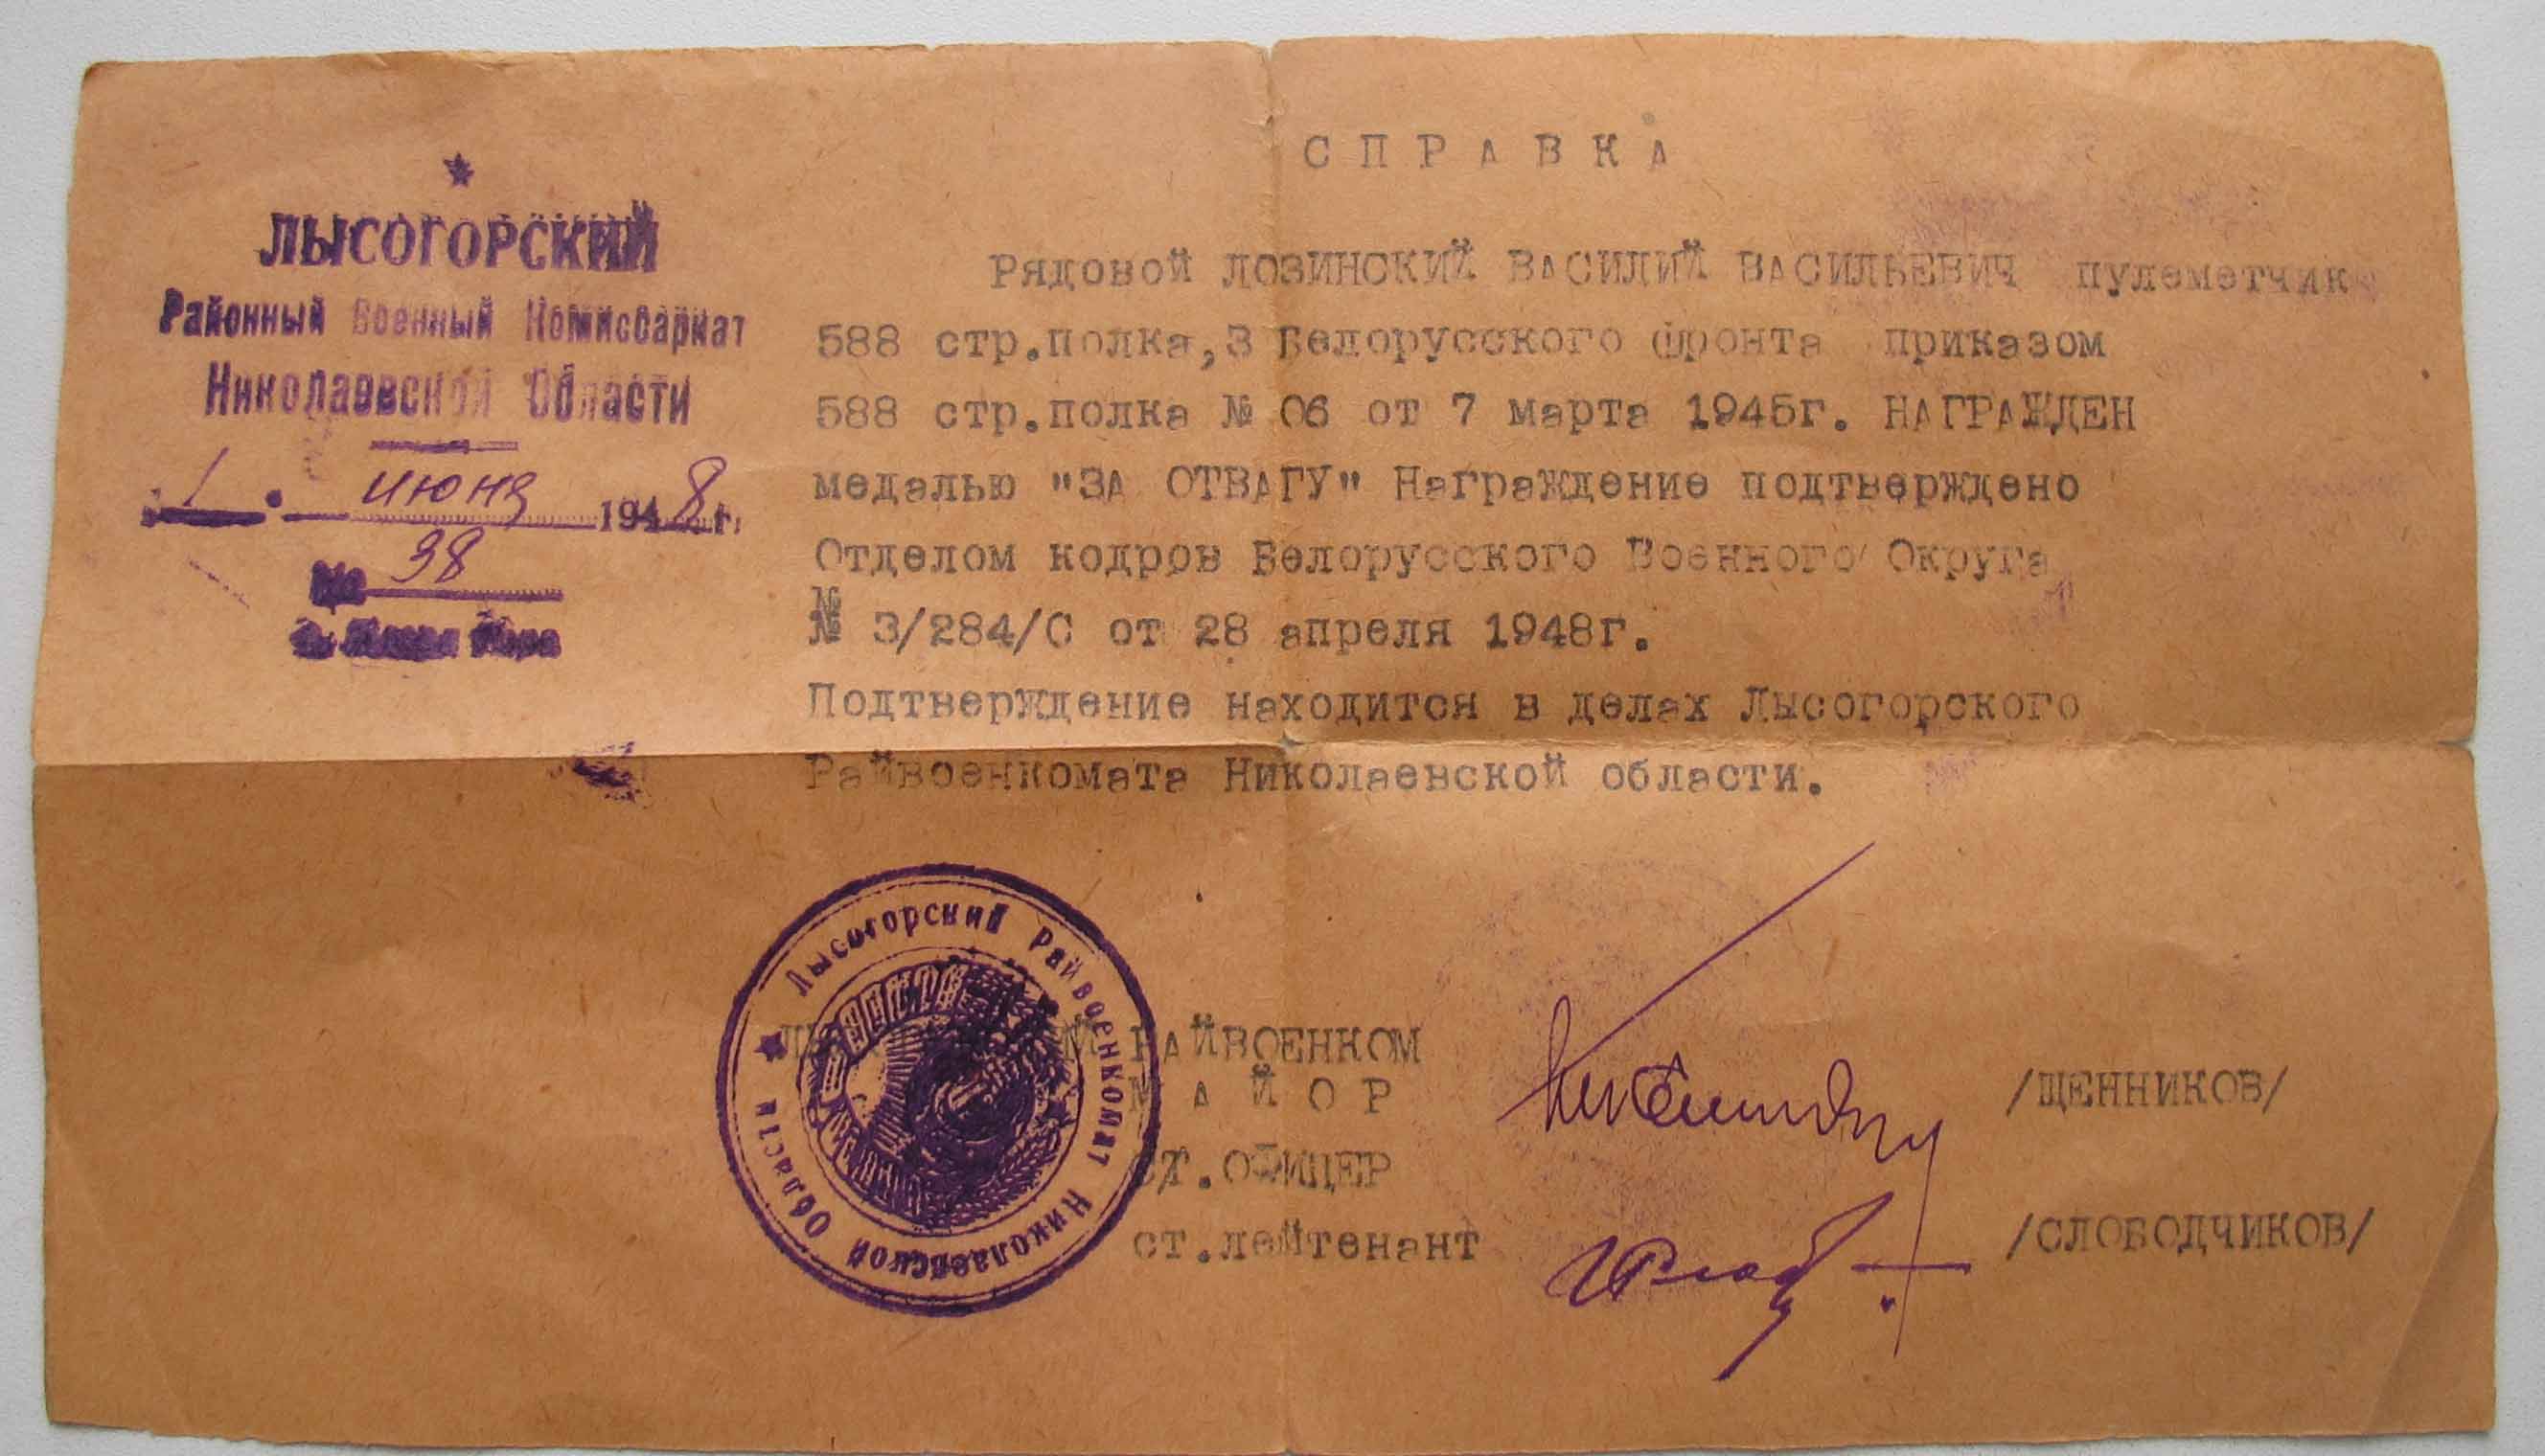 СПРАВКА
ЛЫСОГОРСКИЙ
Районный Военный Комиссариат
Николаевской Области
1. июня 1948г.
№ 38
Рядовой ЛОЗИНСКИЙ ВАСИЛИЙ ВАСИЛЬЕВИЧ пулеметчик
588 стр.полка,3 Белорусского фронта приказом
588 стр.полка № 06 от 7 марта 1945г. НАГРАЖДЕН
медалью "ЗА ОТВАГУ" Награждение подтверждено
Отделом кодров Белорусского Военного Округа
№ 3/284/С от 28 апреля 1948г.
Подтверждение находится в делах Лысогорского
Райвоенкомата Николаевской области.
Лысогорский Райвоенкомат Николаевской Области
РАЙВОЕНКОМ
МАЙОР /ЩЕННИКОВ/
СТ.ОФИЦЕР
ст.лейтенант /СЛОБОДЧИКОВ/